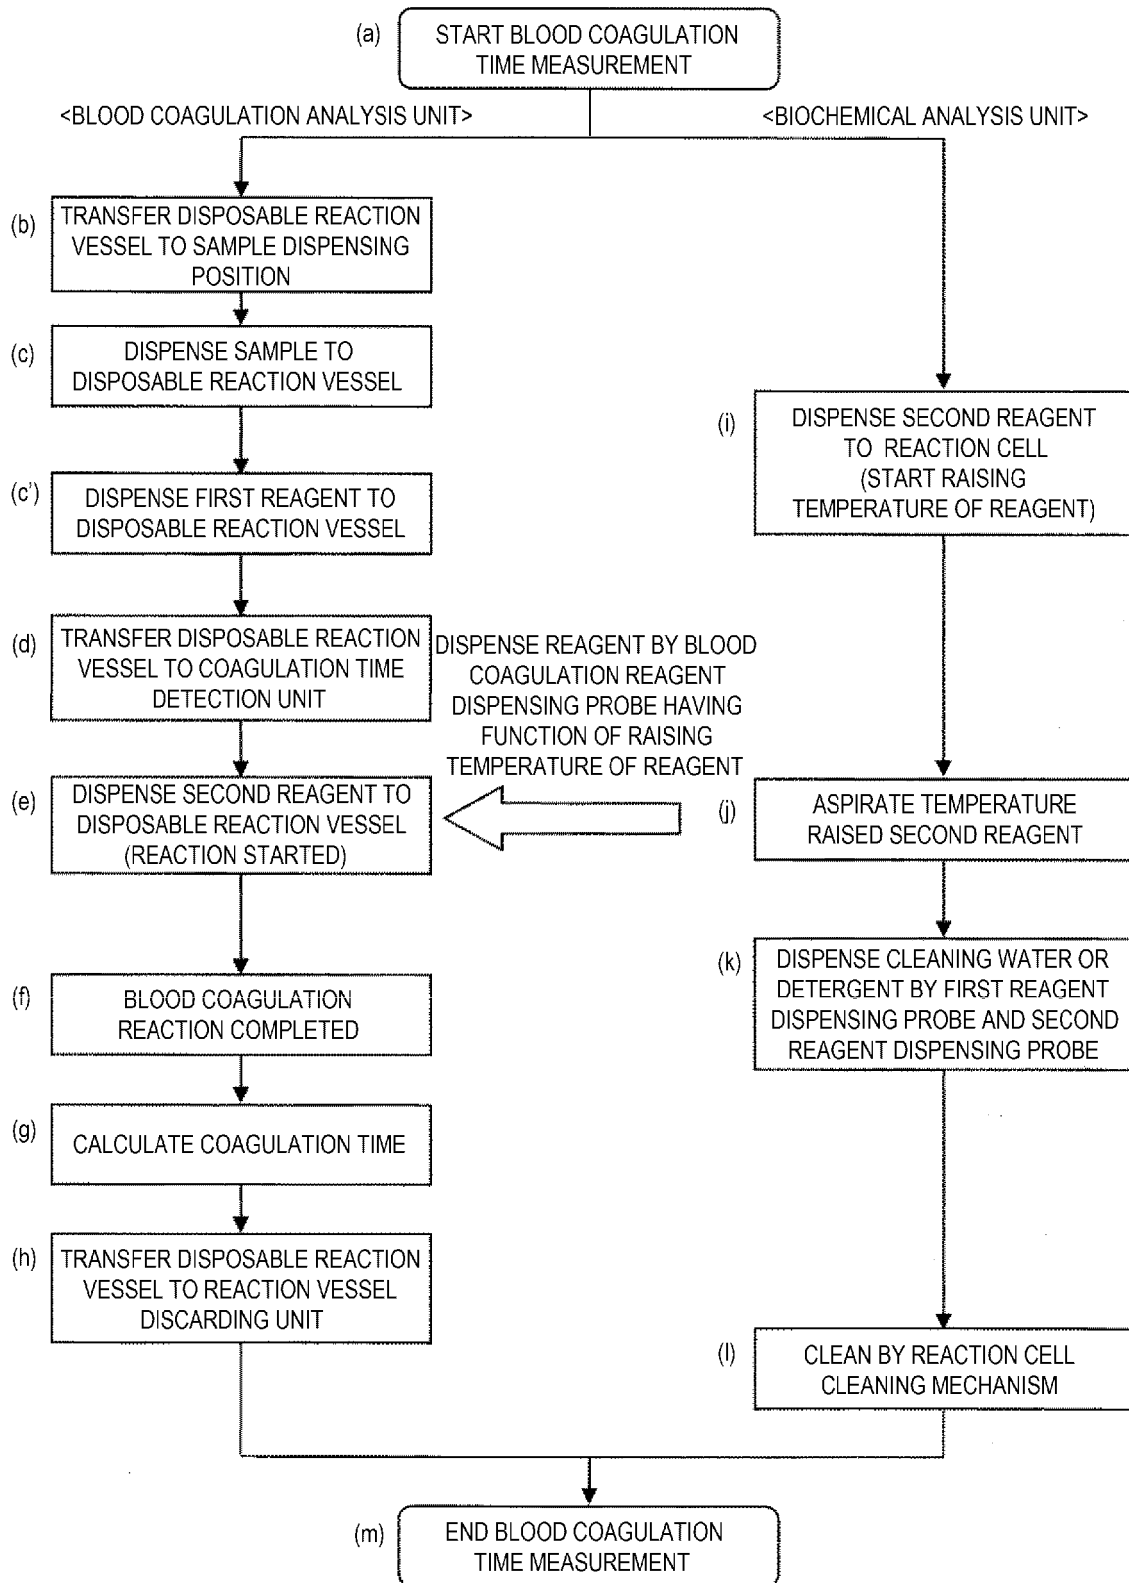 (a)
START BLOOD COAGULATION
TIME MEASUREMENT
<BLOOD COAGULATION ANALYSIS UNIT>
<BIOCHEMICAL ANALYSIS UNIT>
(b)
TRANSFER DISPOSABLE REACTION
VESSEL TO SAMPLE DISPENSING
POSITION
(c)
DISPENSE SAMPLE TO
DISPOSABLE REACTION VESSEL
(c')
DISPENSE FIRST REAGENT TO
DISPOSABLE REACTION VESSEL
(d)
TRANSFER DISPOSABLE REACTION
VESSEL TO COAGULATION TIME
DETECTION UNIT
DISPENSE REAGENT BY BLOOD
COAGULATION REAGENT
DISPENSING PROBE HAVING
FUNCTION OF RAISING
TEMPERATURE OF REAGENT
(e)
DISPENSE SECOND REAGENT TO
DISPOSABLE REACTION VESSEL
(REACTION STARTED)
(f)
BLOOD COAGULATION
REACTION COMPLETED
(g)
CALCULATE COAGULATION TIME
(h)
TRANSFER DISPOSABLE REACTION
VESSEL TO REACTION VESSEL
DISCARDING UNIT
(i)
DISPENSE SECOND REAGENT
TO REACTION CELL
(START RAISING
TEMPERATURE OF REAGENT)
(j)
ASPIRATE TEMPERATURE
RAISED SECOND REAGENT
(k)
DISPENSE CLEANING WATER OR
DETERGENT BY FIRST REAGENT
DISPENSING PROBE AND SECOND
REAGENT DISPENSING PROBE
(l)
CLEAN BY REACTION CELL
CLEANING MECHANISM
(m)
END BLOOD COAGULATION
TIME MEASUREMENT